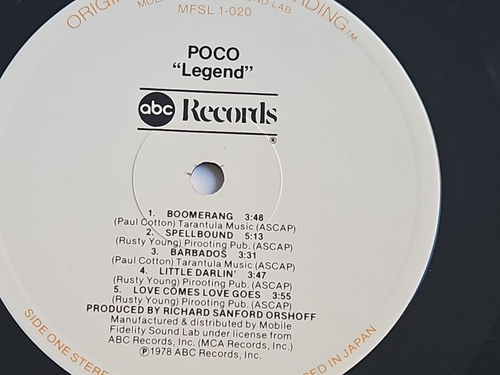 ORIGIN
DING™
MFSL 1-020
POCO
“Legend”
abc Records
®
1. BOOMERANG 3:48
(Paul Cotton) Tarantula Music (ASCAP)
2. SPELLBOUND 5:13
(Rusty Young) Pirooting Pub. (ASCAP)
3. BARBADOS 3:31
(Paul Cotton) Tarantula Music (ASCAP)
4. LITTLE DARLIN' 3:47
(Rusty Young) Pirooting Pub. (ASCAP)
5. LOVE COMES LOVE GOES 3:55
(Rusty Young) Pirooting Pub. (ASCAP)
PRODUCED BY RICHARD SANFORD ORSHOFF
Manufactured & distributed by Mobile
Fidelity Sound Lab under license from
ABC Records, Inc. (MCA Records, Inc.)
Ⓟ1978 ABC Records, Inc.
SIDE ONE STERE
ED IN JAPAN